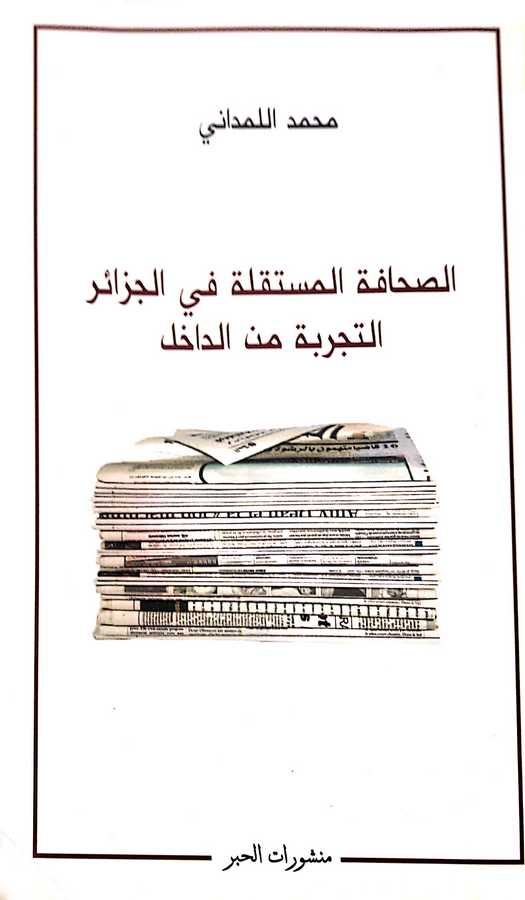 محمد اللمداني
الصحافة المستقلة في الجزائر
التجربة من الداخل
منشورات الحبر